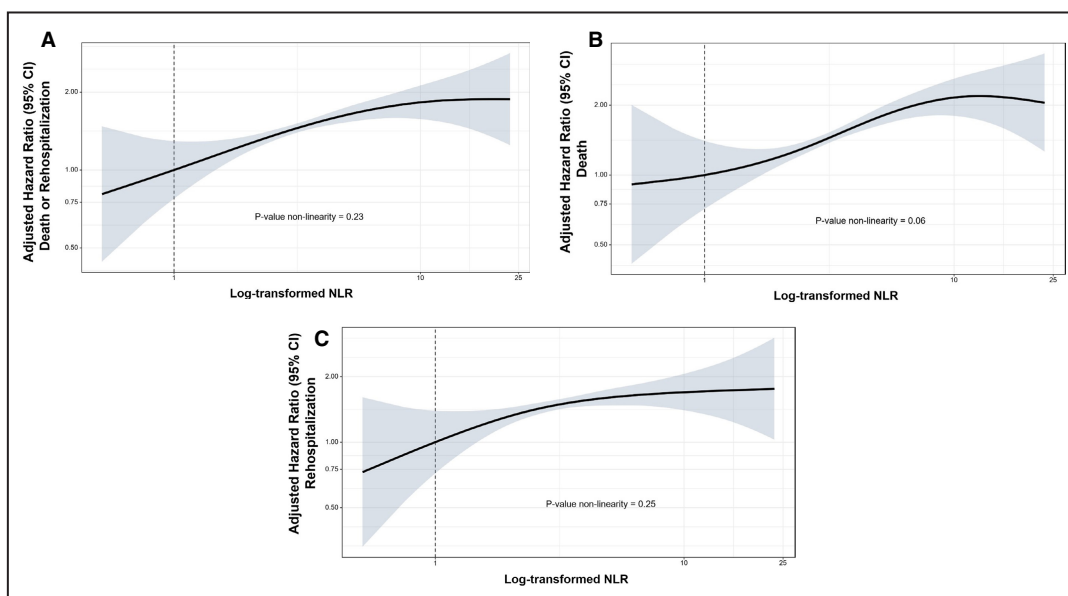 A
Adjusted Hazard Ratio (95% CI)
Death or Rehospitalization
2.00
1.00
0.75
0.50
P-value non-linearity = 0.23
1
10
25
Log-transformed NLR
B
Adjusted Hazard Ratio (95% CI)
Death
2.00
1.00
0.75
0.50
P-value non-linearity = 0.06
1
10
25
Log-transformed NLR
C
Adjusted Hazard Ratio (95% CI)
Rehospitalization
2.00
1.00
0.75
0.50
P-value non-linearity = 0.25
1
10
25
Log-transformed NLR